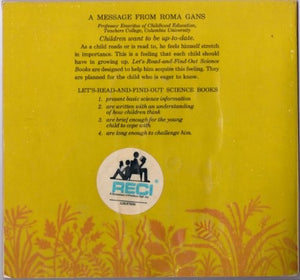 A MESSAGE FROM ROMA GANS
Professor Emeritus of Childhood Education,
Teachers College, Columbia University
Children want to be up-to-date.
As a child reads or is read to, he feels himself stretch
in importance. This is a feeling that each child should
have in growing up. Let's-Read-and-Find-Out Science
Books are designed to help him acquire this feeling. They
are planned for the child who is eager to know.
LET'S-READ-AND-FIND-OUT SCIENCE BOOKS
1. present basic science information
2. are written with an understanding
of how children think
3. are brief enough for the young
child to cope with
4. are long enough to challenge him.
RECI